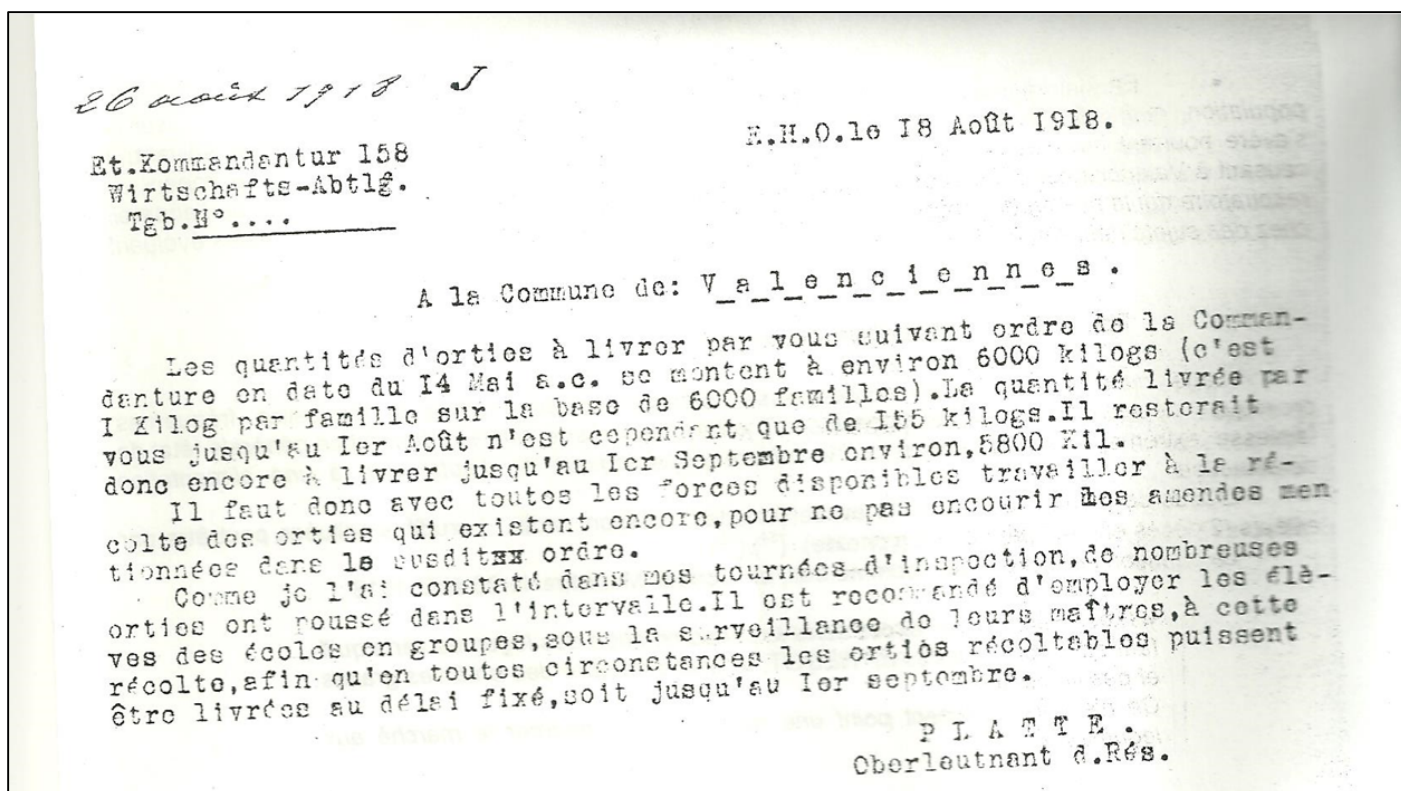 26 août 1918 J
E.H.O.le I8 Août I9I8.
Et.Kommandantur 158
Wirtschafts-Abtlg.
Tgb.N°....
A la Commune de: V_a_l_e_n_c_i_e_n_n_e_s .
Les quantités d'orties à livrer par vous suivant ordre de la Comman-
danture en date du I4 Mai a.c. se montent à environ 6000 kilogs (c'est
I Kilog par famille sur la base de 6000 familles).La quantité livrée par
vous jusqu'au Ier Août n'est cependant que de I55 kilogs.Il resterait
donc encore à livrer jusqu'au Ier Septembre environ,5800 Kil.
Il faut donc avec toutes les forces disponibles travailler à la ré-
colte des orties qui existent encore,pour ne pas encourir les amendes men
tionnées dans le susditxx ordre.
Comme je l'ai constaté dans mes tournées d'inspection,de nombreuses
orties ont poussé dans l'intervalle.Il est recommandé d'employer les élè-
ves des écoles en groupes,sous la surveillance de leurs maîtres,à cette
récolte,afin qu'en toutes circonstances les orties récoltables puissent
être livrées au délai fixé,soit jusqu'au Ier septembre.
P L A T T E .
Oberleutnant d.Rés.